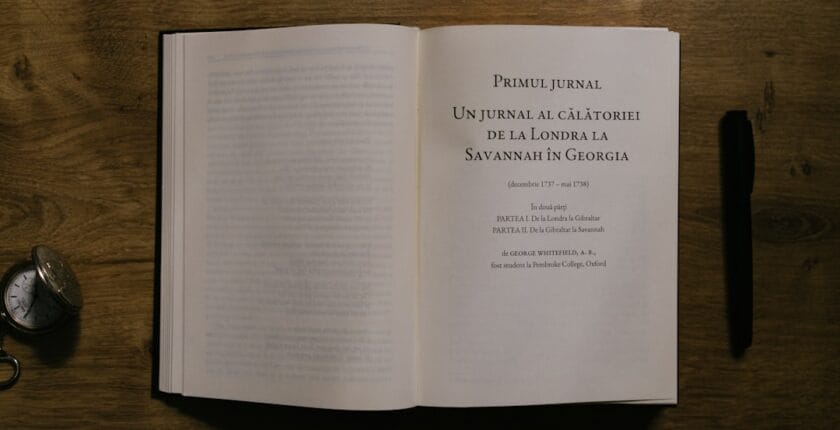 PRIMUL JURNAL
UN JURNAL AL CĂLĂTORIEI
DE LA LONDRA LA
SAVANNAH ÎN GEORGIA
(decembrie 1737 – mai 1738)
În două părți
PARTEA I. De la Londra la Gibraltar
PARTEA II. De la Gibraltar la Savannah
de GEORGE WHITEFIELD, A. B.,
fost student la Pembroke College, Oxford